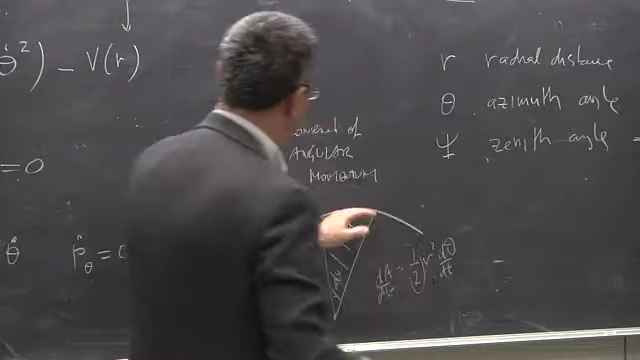 θ̇²) – V(r)
= 0
θ̇
ṗ_θ = 0
of
ANGULAR
MOMENTUM
dA/dt = (1/2) r² dθ/dt
r radial distance
θ azimuth angle
Ψ zenith angle =